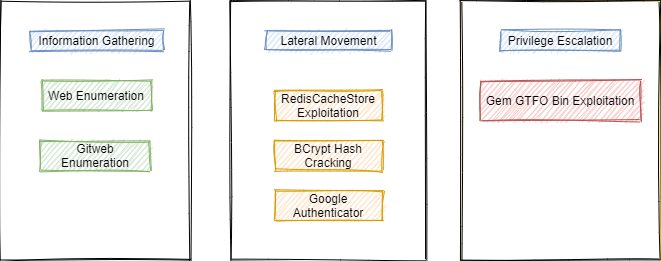 Information Gathering
Web Enumeration
Gitweb
Enumeration
Lateral Movement
RedisCacheStore
Exploitation
BCrypt Hash
Cracking
Google
Authenticator
Privilege Escalation
Gem GTFO Bin Exploitation